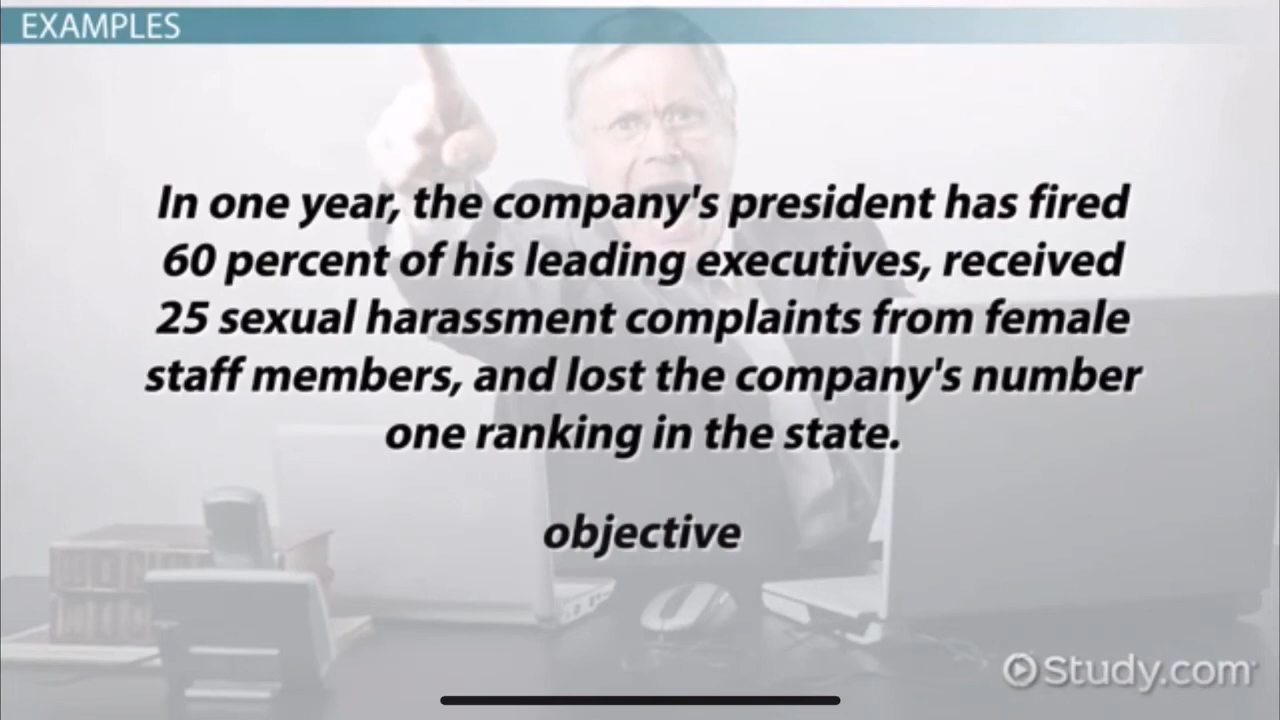 EXAMPLES
In one year, the company's president has fired
60 percent of his leading executives, received
25 sexual harassment complaints from female
staff members, and lost the company's number
one ranking in the state.
objective
Study.com